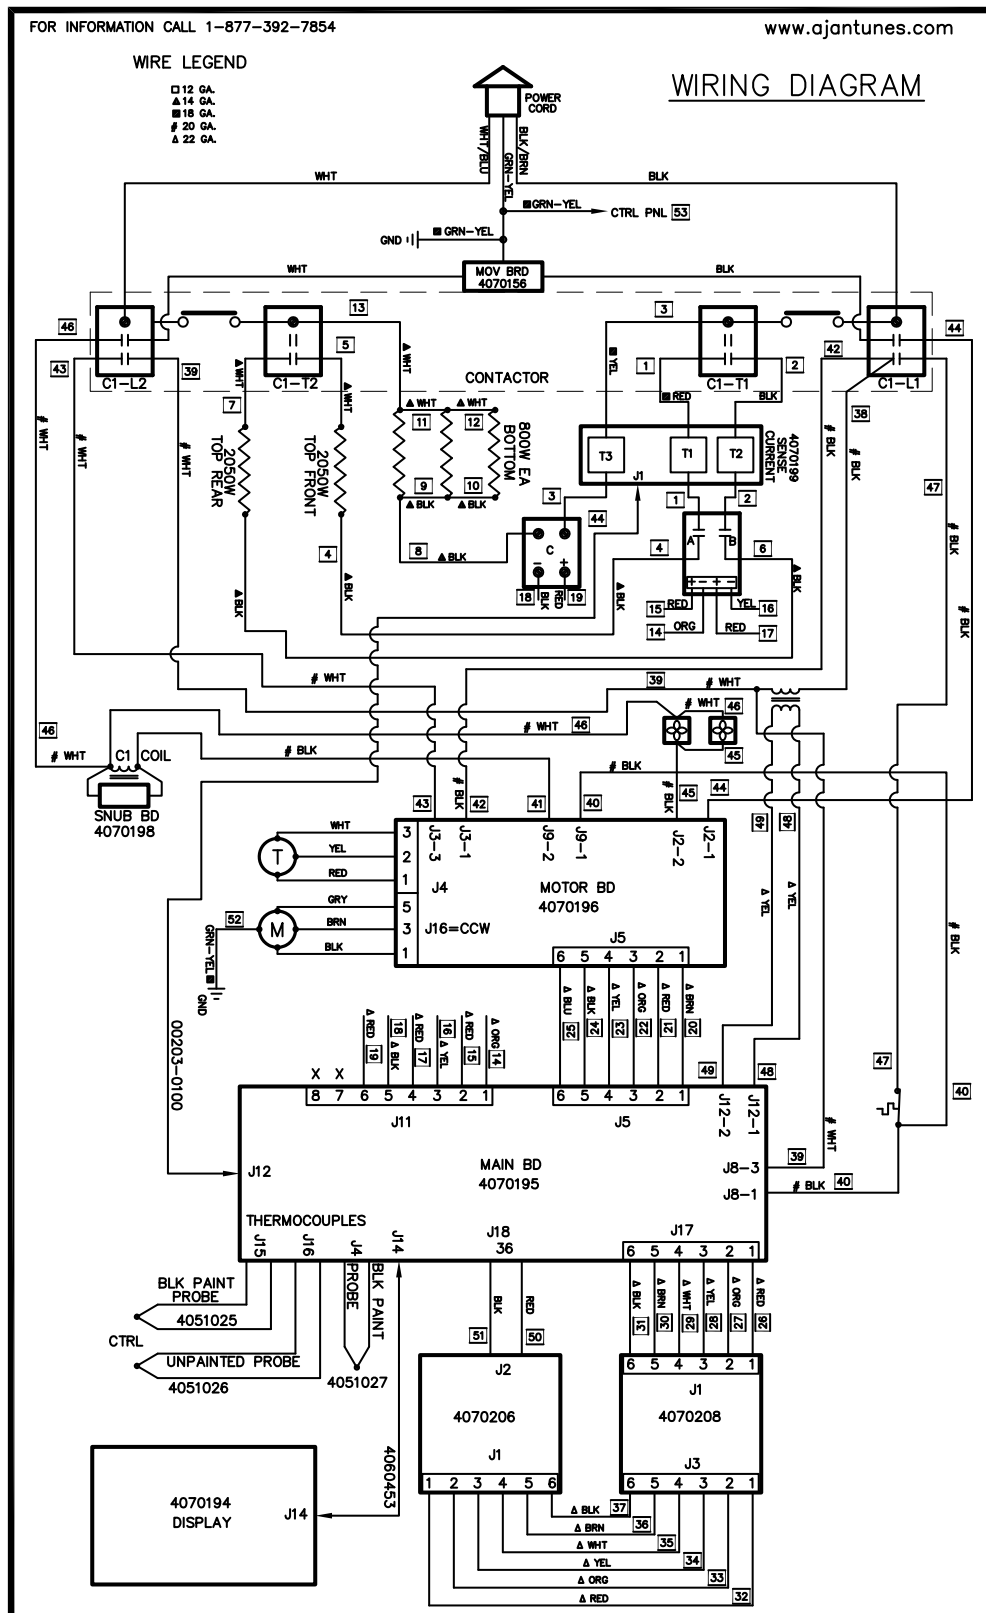 FOR INFORMATION CALL 1-877-392-7854
www.ajantunes.com
WIRE LEGEND
12 GA.
14 GA.
18 GA.
# 20 GA.
Δ 22 GA.
WIRING DIAGRAM
POWER
CORD
WHT/BLU
GRN-YEL
BLK/BRN
WHT
BLK
GRN-YEL
CTRL PNL 53
GND
GRN-YEL
MOV BRD
4070156
WHT
BLK
46
13
3
44
43
39
5
1
2
42
C1-L2
C1-T2
CONTACTOR
C1-T1
C1-L1
▲ WHT
▲ WHT
▲ WHT
YEL
RED
BLK
7
38
# WHT
# WHT
# WHT
▲ WHT
▲ WHT
11
12
9
10
▲ BLK
▲ BLK
2050W
TOP REAR
2050W
TOP FRONT
800W EA
BOTTOM
T3
T1
T2
J1
4070199
SENSE
CURRENT
# BLK
# BLK
47
3
44
1
2
4
8
▲ BLK
C
- +
4
A
B
6
+ - + -
18
BLK
RED
19
15
RED
YEL
16
14
ORG
RED
17
▲ BLK
▲ BLK
▲ BLK
▲ BLK
# BLK
# BLK
# WHT
39
# WHT
46
# WHT
46
# WHT
46
45
# WHT
C1 COIL
# BLK
# BLK
SNUB BD
4070198
43
# BLK
42
41
40
# BLK
45
44
49
48
WHT
YEL
RED
T
3
2
1
J4
J3-3
J3-1
J9-2
J9-1
J2-2
J2-1
MOTOR BD
4070196
Δ YEL
Δ YEL
52
M
GRY
BRN
BLK
5
3
1
J16=CCW
J5
6 5 4 3 2 1
GRN-YEL
GND
# BLK
00203-0100
X X
Δ RED
19
18
Δ BLK
Δ RED
17
16
Δ YEL
Δ RED
15
Δ ORG
14
Δ BLU
25
Δ BLK
24
Δ YEL
23
Δ ORG
22
Δ RED
21
Δ BRN
20
49
48
47
40
8 7 6 5 4 3 2 1
J11
6 5 4 3 2 1
J5
J12-2
J12-1
J12
MAIN BD
4070195
J8-3
J8-1
39
# WHT
# BLK
40
THERMOCOUPLES
J15
J16
J4
J14
J18
36
J17
6 5 4 3 2 1
BLK PAINT
PROBE
4051025
PROBE
BLK PAINT
CTRL
UNPAINTED PROBE
4051026
4051027
BLK
RED
51
50
Δ BLK
31
Δ BRN
30
Δ WHT
29
Δ YEL
28
Δ ORG
27
Δ RED
26
J2
4070206
J1
1 2 3 4 5 6
6 5 4 3 2 1
J1
4070208
J3
6 5 4 3 2 1
4060453
4070194
DISPLAY
J14
Δ BLK
37
Δ BRN
36
Δ WHT
35
Δ YEL
34
Δ ORG
33
Δ RED
32